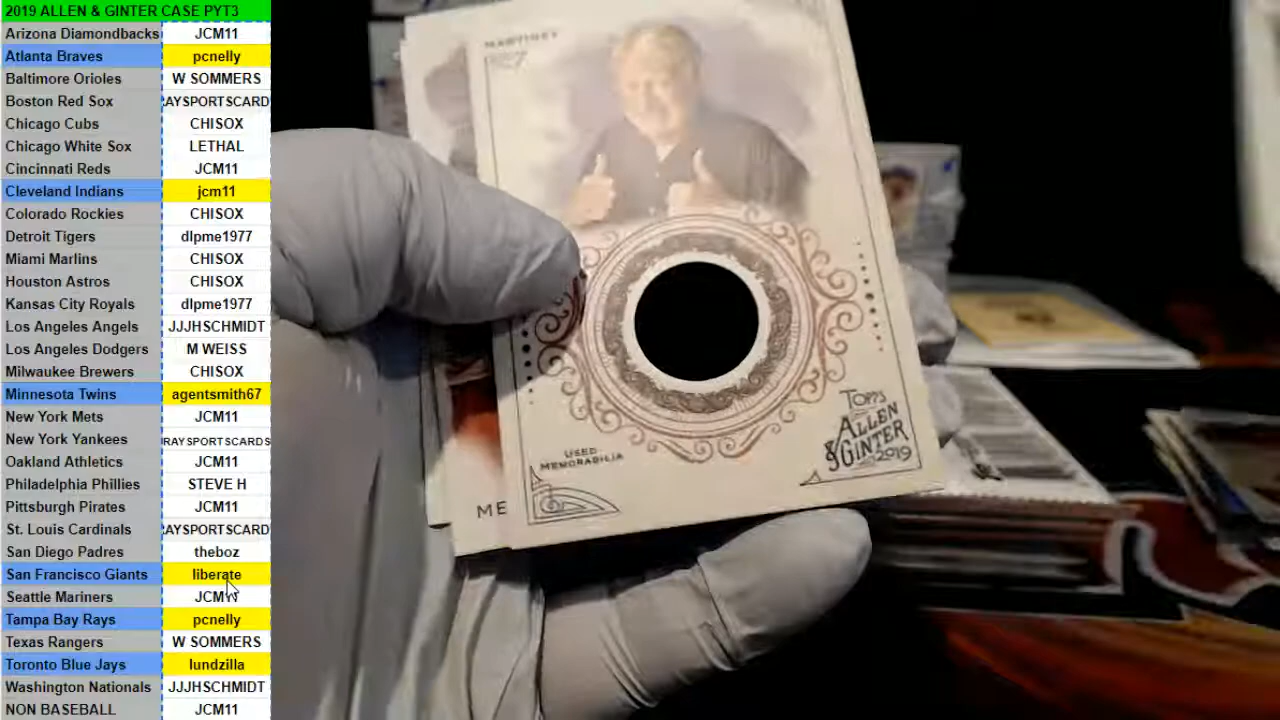 2019 ALLEN & GINTER CASE PYT3
Arizona Diamondbacks JCM11
Atlanta Braves pcnelly
Baltimore Orioles W SOMMERS
Boston Red Sox RAYSPORTSCARD
Chicago Cubs CHISOX
Chicago White Sox LETHAL
Cincinnati Reds JCM11
Cleveland Indians jcm11
Colorado Rockies CHISOX
Detroit Tigers dlpme1977
Miami Marlins CHISOX
Houston Astros CHISOX
Kansas City Royals dlpme1977
Los Angeles Angels JJJHSCHMIDT
Los Angeles Dodgers M WEISS
Milwaukee Brewers CHISOX
Minnesota Twins agentsmith67
New York Mets JCM11
New York Yankees RAYSPORTSCARDS
Oakland Athletics JCM11
Philadelphia Phillies STEVE H
Pittsburgh Pirates JCM11
St. Louis Cardinals RAYSPORTSCARD
San Diego Padres theboz
San Francisco Giants liberate
Seattle Mariners JCM11
Tampa Bay Rays pcnelly
Texas Rangers W SOMMERS
Toronto Blue Jays lundzilla
Washington Nationals JJJHSCHMIDT
NON BASEBALL JCM11
MARTINEZ
USED
MEMORABILIA
TOPPS
ALLEN
&GINTER
2019
ME